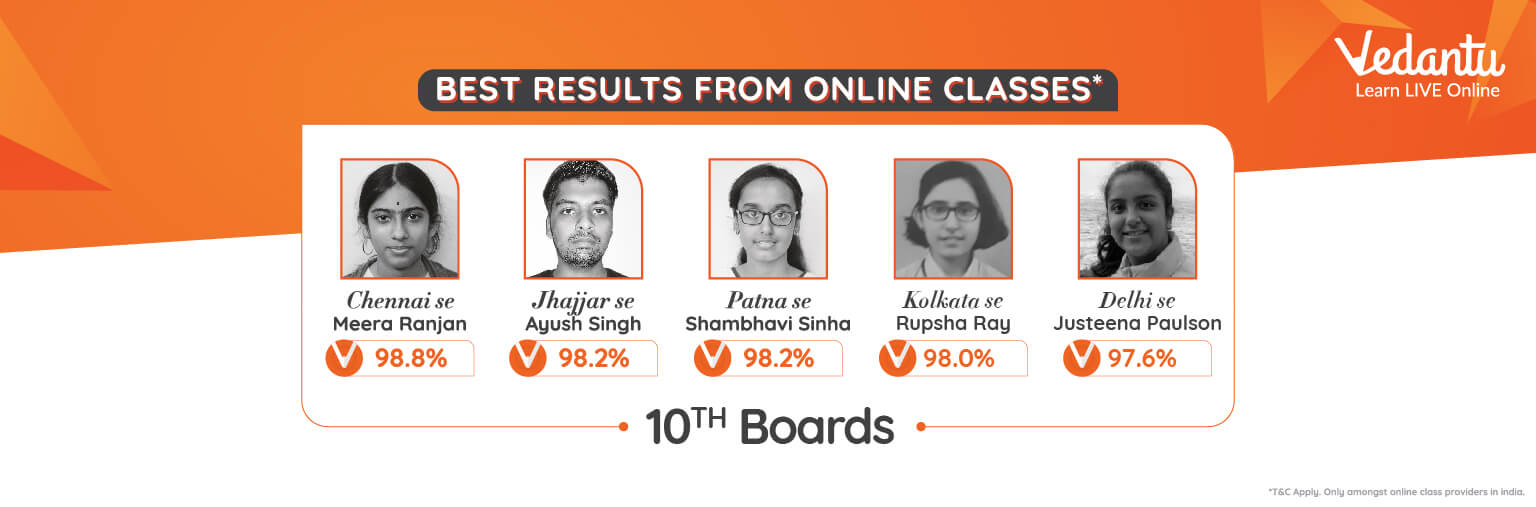 Vedantu
Learn LIVE Online
BEST RESULTS FROM ONLINE CLASSES*
Chennai se
Meera Ranjan
98.8%
Jhajjar se
Ayush Singh
98.2%
Patna se
Shambhavi Sinha
98.2%
Kolkata se
Rupsha Ray
98.0%
Delhi se
Justeena Paulson
97.6%
10TH Boards
*T&C Apply. Only amongst online class providers in india.